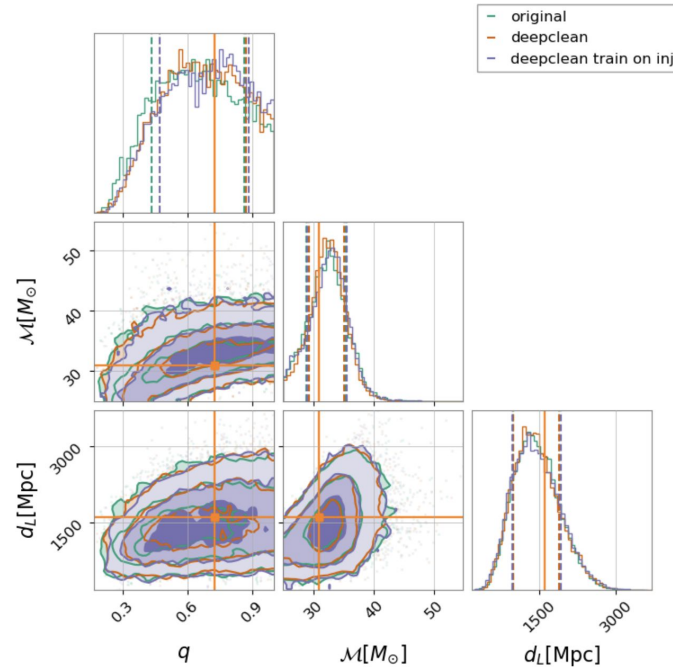 original
deepclean
deepclean train on inj
50
40
30
ℳ[M⊙]
3000
1500
d_L[Mpc]
0.3
0.6
0.9
q
30
40
50
ℳ[M⊙]
1500
3000
d_L[Mpc]